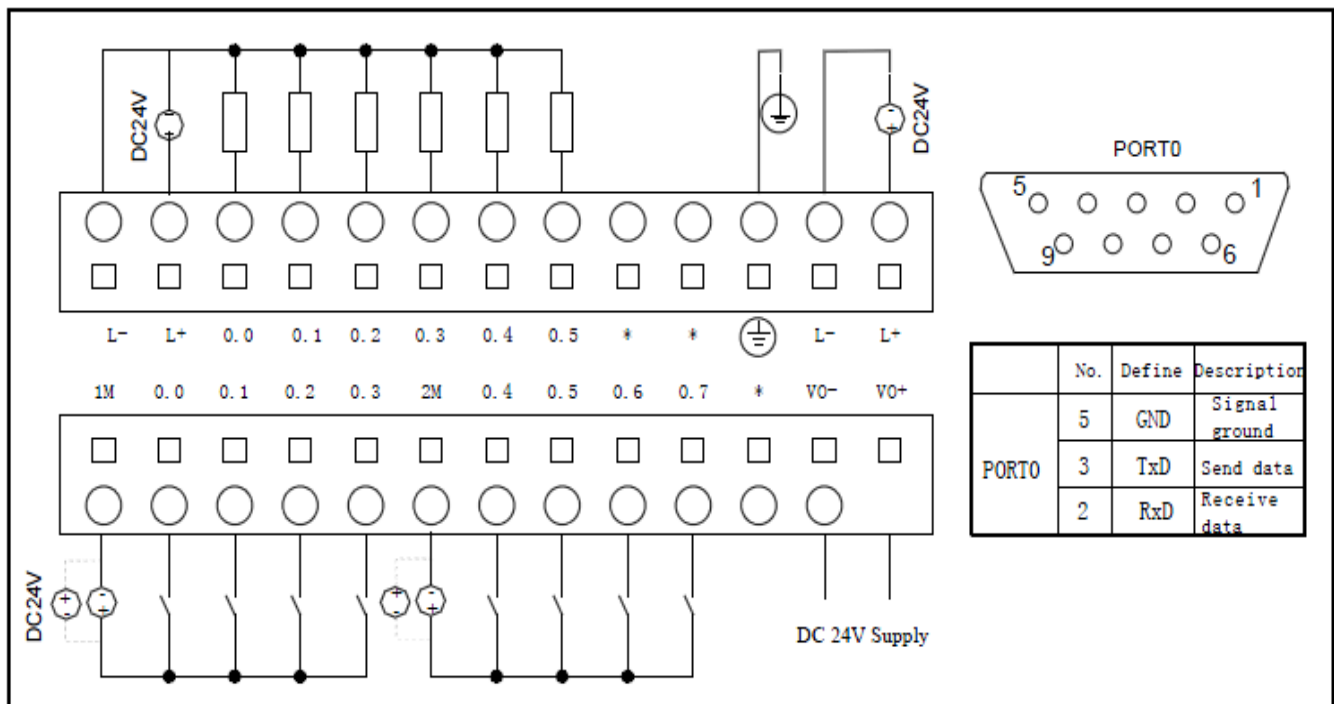 DC24V
DC24V
L- L+ 0.0 0.1 0.2 0.3 0.4 0.5 * * L- L+
1M 0.0 0.1 0.2 0.3 2M 0.4 0.5 0.6 0.7 * VO- VO+
DC24V
DC 24V Supply
PORT0
5 1
9 6
No. Define Description
PORT0
5 GND Signal
ground
3 TxD Send data
2 RxD Receive
data